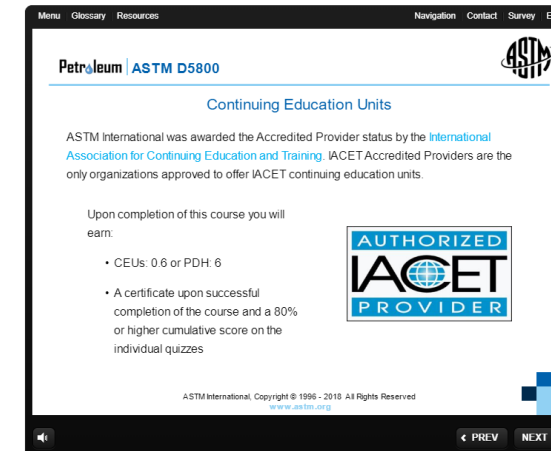 Menu Glossary Resources Navigation Contact Survey
ASTM
Petroleum | ASTM D5800
Continuing Education Units
ASTM International was awarded the Accredited Provider status by the International
Association for Continuing Education and Training. IACET Accredited Providers are the
only organizations approved to offer IACET continuing education units.
Upon completion of this course you will
earn:
• CEUs: 0.6 or PDH: 6
• A certificate upon successful
completion of the course and a 80%
or higher cumulative score on the
individual quizzes
AUTHORIZED
IACET
PROVIDER
ASTM International, Copyright © 1996 - 2018 All Rights Reserved
www.astm.org
PREV NEXT